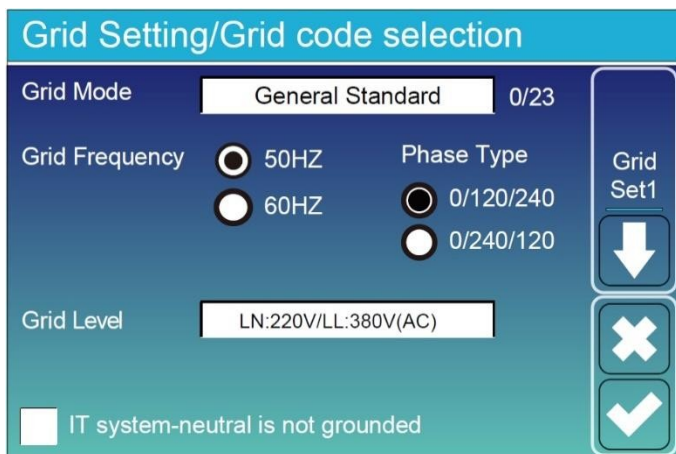 Grid Setting/Grid code selection
Grid Mode General Standard 0/23
Grid Frequency 50HZ Phase Type
60HZ 0/120/240
0/240/120
Grid Set1
Grid Level LN:220V/LL:380V(AC)
IT system-neutral is not grounded